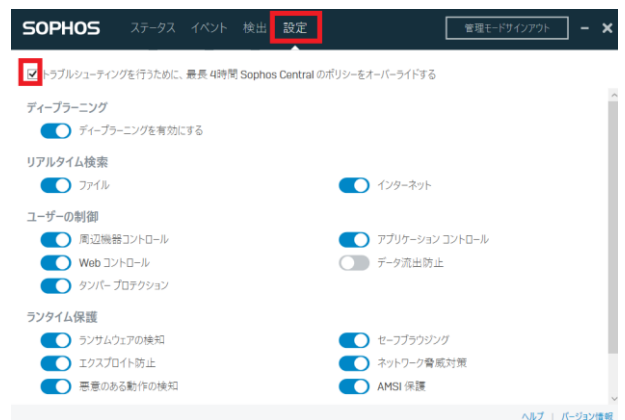 SOPHOS ステータス イベント 検出 設定 管理モードサインアウト
トラブルシューティングを行うために、最長 4時間 Sophos Central のポリシーをオーバーライドする
ディープラーニング
ディープラーニングを有効にする
リアルタイム検索
ファイル インターネット
ユーザーの制御
周辺機器コントロール アプリケーション コントロール
Web コントロール データ流出防止
タンパー プロテクション
ランタイム保護
ランサムウェアの検知 セーフブラウジング
エクスプロイト防止 ネットワーク脅威対策
悪意のある動作の検知 AMSI 保護
ヘルプ | バージョン情報